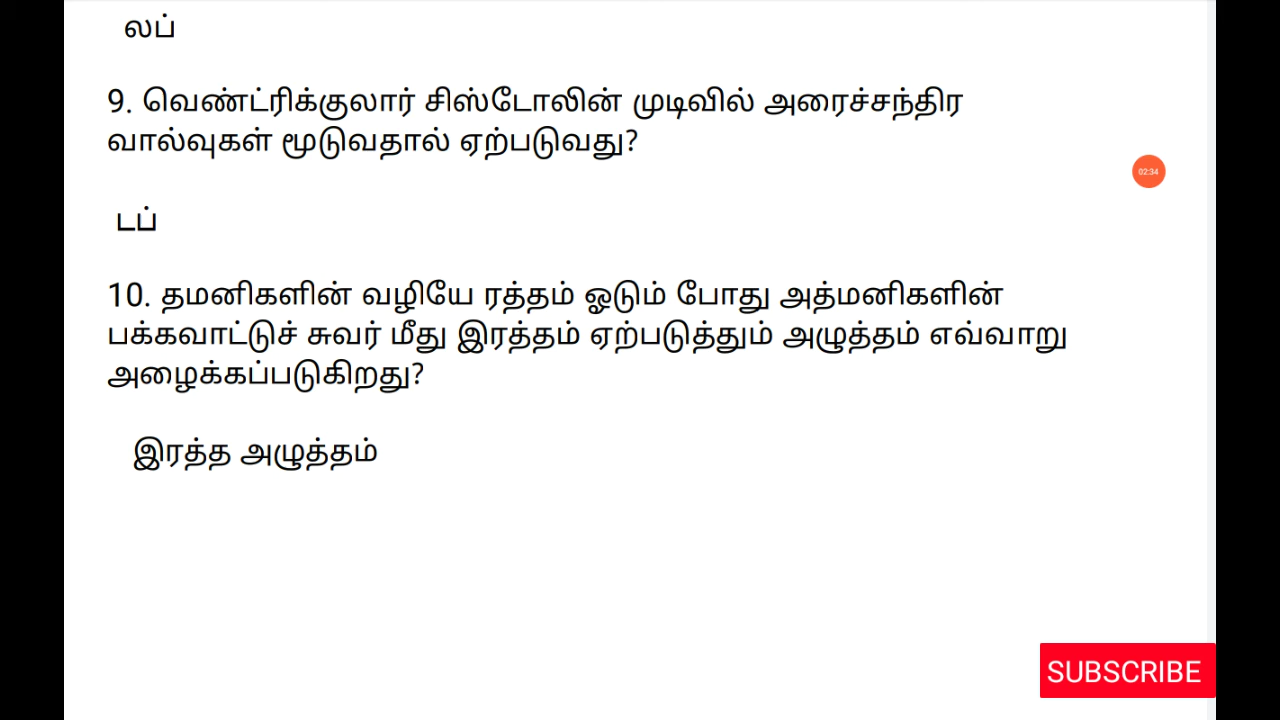 லப்
9. வெண்ட்ரிக்குலார் சிஸ்டோலின் முடிவில் அரைச்சந்திர
வால்வுகள் மூடுவதால் ஏற்படுவது?
02:34
டப்
10. தமனிகளின் வழியே ரத்தம் ஓடும் போது அத்மனிகளின்
பக்கவாட்டுச் சுவர் மீது இரத்தம் ஏற்படுத்தும் அழுத்தம் எவ்வாறு
அழைக்கப்படுகிறது?
இரத்த அழுத்தம்
SUBSCRIBE